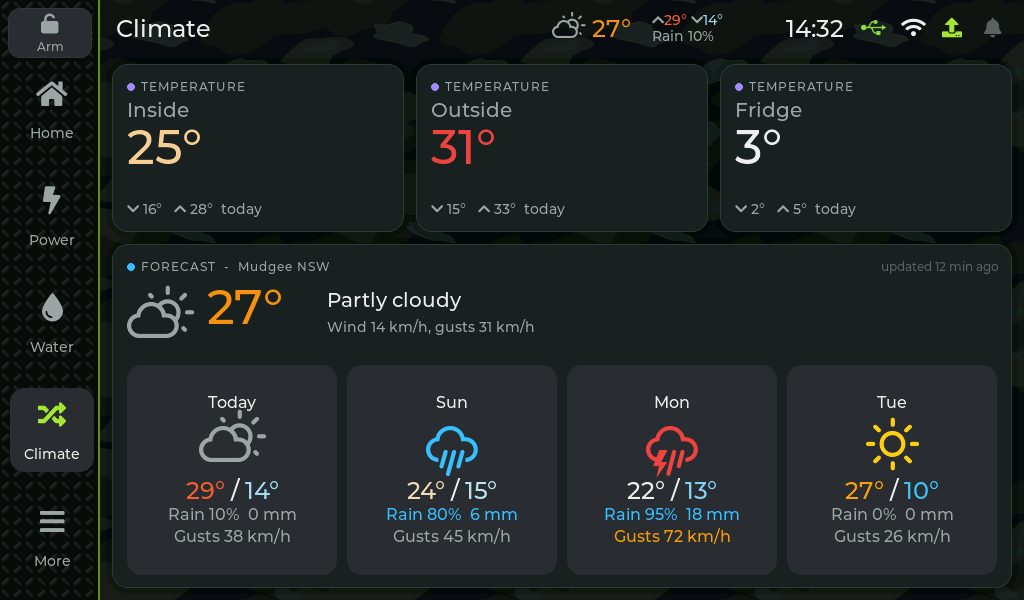 Arm
Climate
27°
29° 14°
Rain 10%
14:32
Home
Power
Water
Climate
More
TEMPERATURE
Inside
25°
16° 28° today
TEMPERATURE
Outside
31°
15° 33° today
TEMPERATURE
Fridge
3°
2° 5° today
FORECAST - Mudgee NSW
updated 12 min ago
27°
Partly cloudy
Wind 14 km/h, gusts 31 km/h
Today
29° / 14°
Rain 10% 0 mm
Gusts 38 km/h
Sun
24° / 15°
Rain 80% 6 mm
Gusts 45 km/h
Mon
22° / 13°
Rain 95% 18 mm
Gusts 72 km/h
Tue
27° / 10°
Rain 0% 0 mm
Gusts 26 km/h